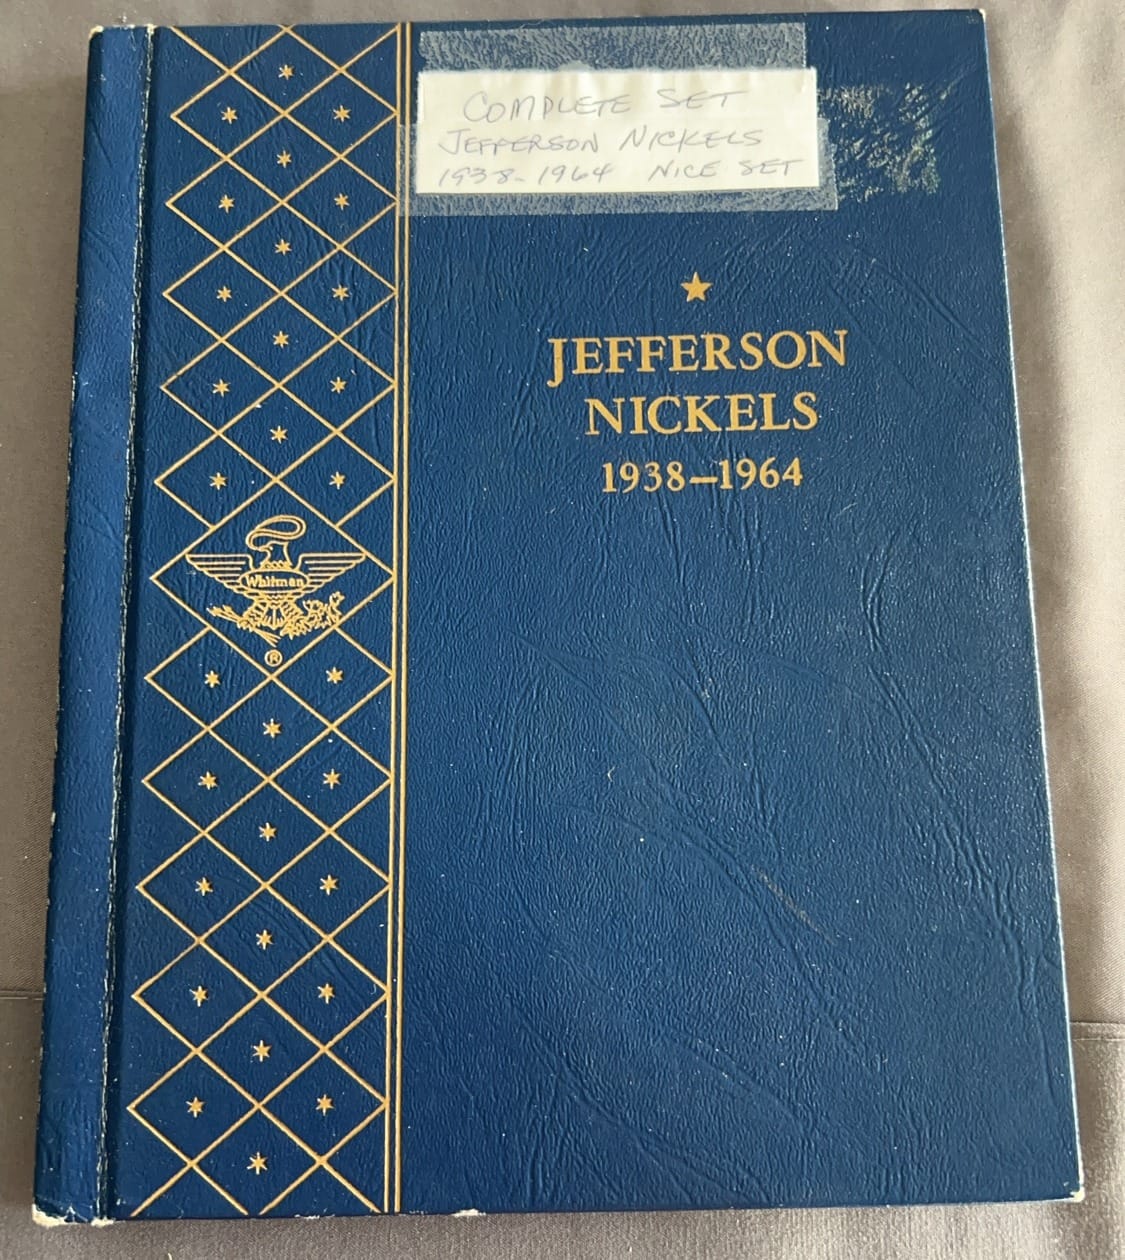 COMPLETE SET
JEFFERSON NICKELS
1938-1964 NICE SET
JEFFERSON
NICKELS
1938–1964
Whitman
®